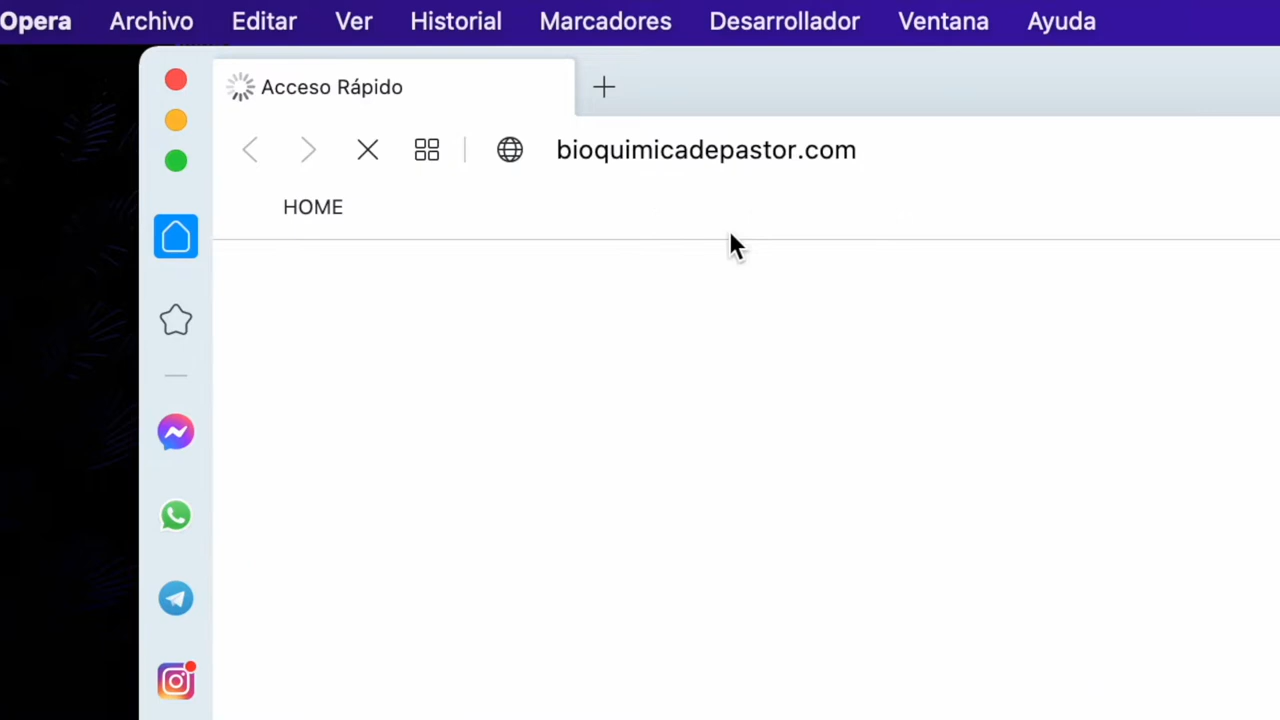 Opera Archivo Editar Ver Historial Marcadores Desarrollador Ventana Ayuda
Acceso Rápido
bioquimicadepastor.com
HOME